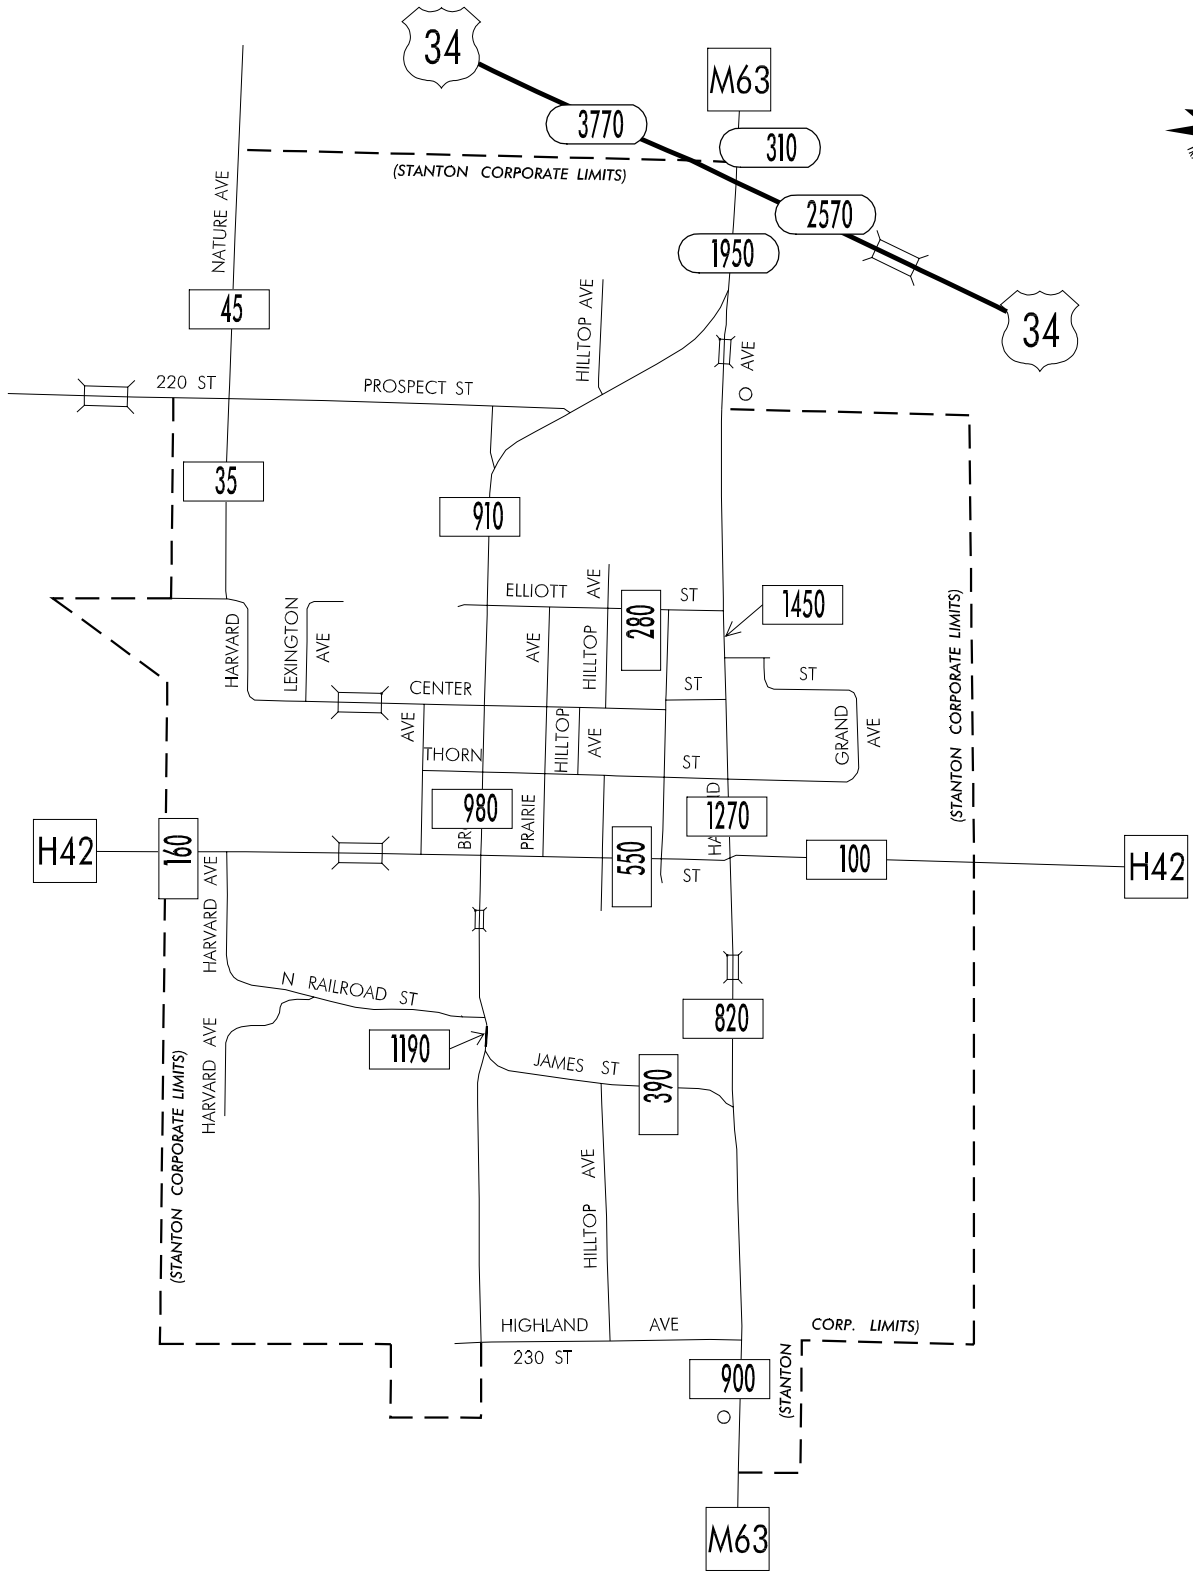 34
M63
3770
310
(STANTON CORPORATE LIMITS)
2570
NATURE AVE
1950
45
HILLTOP AVE
34
AVE
220 ST
PROSPECT ST
35
910
ELLIOTT
AVE
280
ST
1450
HARVARD
LEXINGTON
AVE
AVE
HILLTOP
(STANTON CORPORATE LIMITS)
CENTER
ST
ST
AVE
HILLTOP
AVE
GRAND
AVE
THORN
ST
980
PRAIRIE
1270
H42
160
550
100
H42
ST
HARVARD AVE
N RAILROAD ST
820
HARVARD AVE
1190
JAMES ST
390
(STANTON CORPORATE LIMITS)
HILLTOP AVE
HIGHLAND AVE
CORP. LIMITS)
230 ST
900
(STANTON
M63